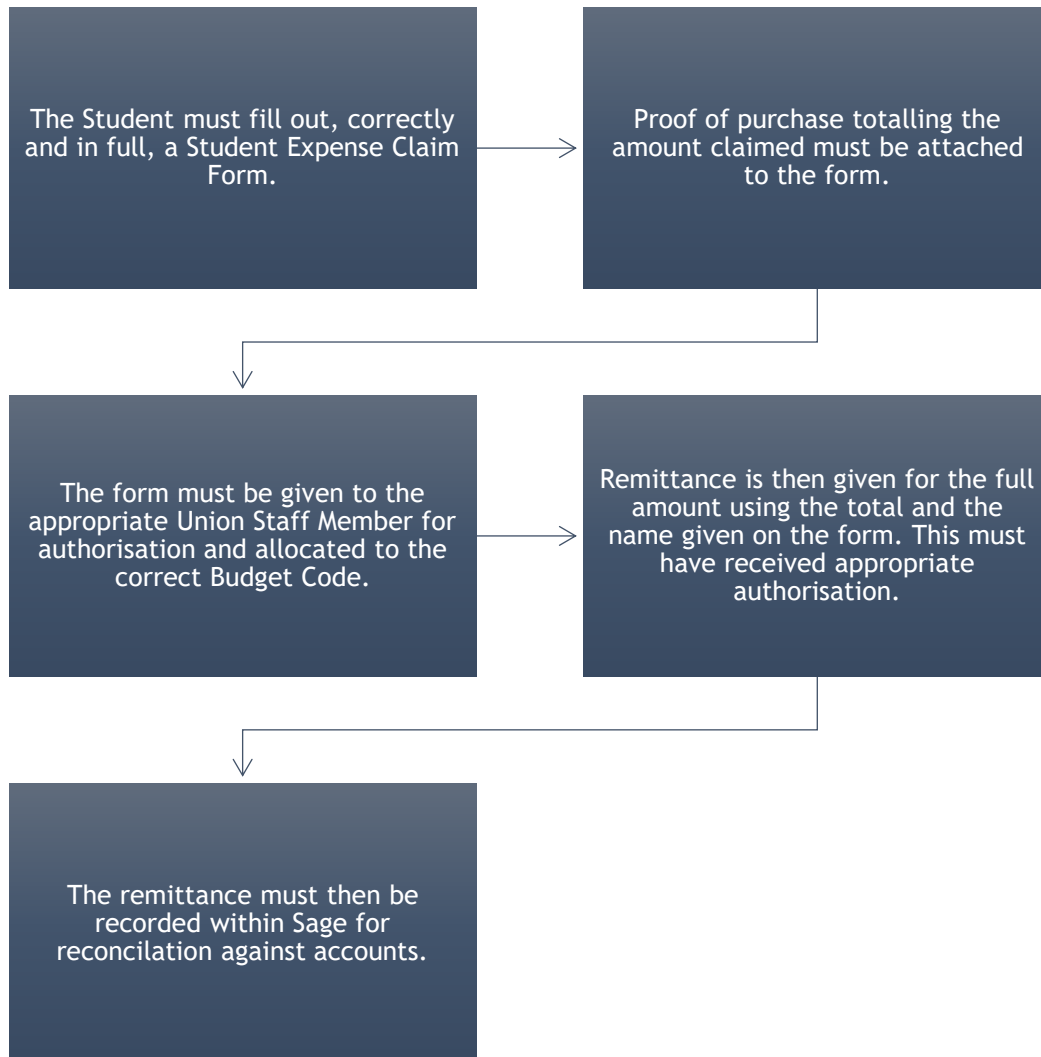 The Student must fill out, correctly
and in full, a Student Expense Claim
Form.
Proof of purchase totalling the
amount claimed must be attached
to the form.
The form must be given to the
appropriate Union Staff Member for
authorisation and allocated to the
correct Budget Code.
Remittance is then given for the full
amount using the total and the
name given on the form. This must
have received appropriate
authorisation.
The remittance must then be
recorded within Sage for
reconcilation against accounts.